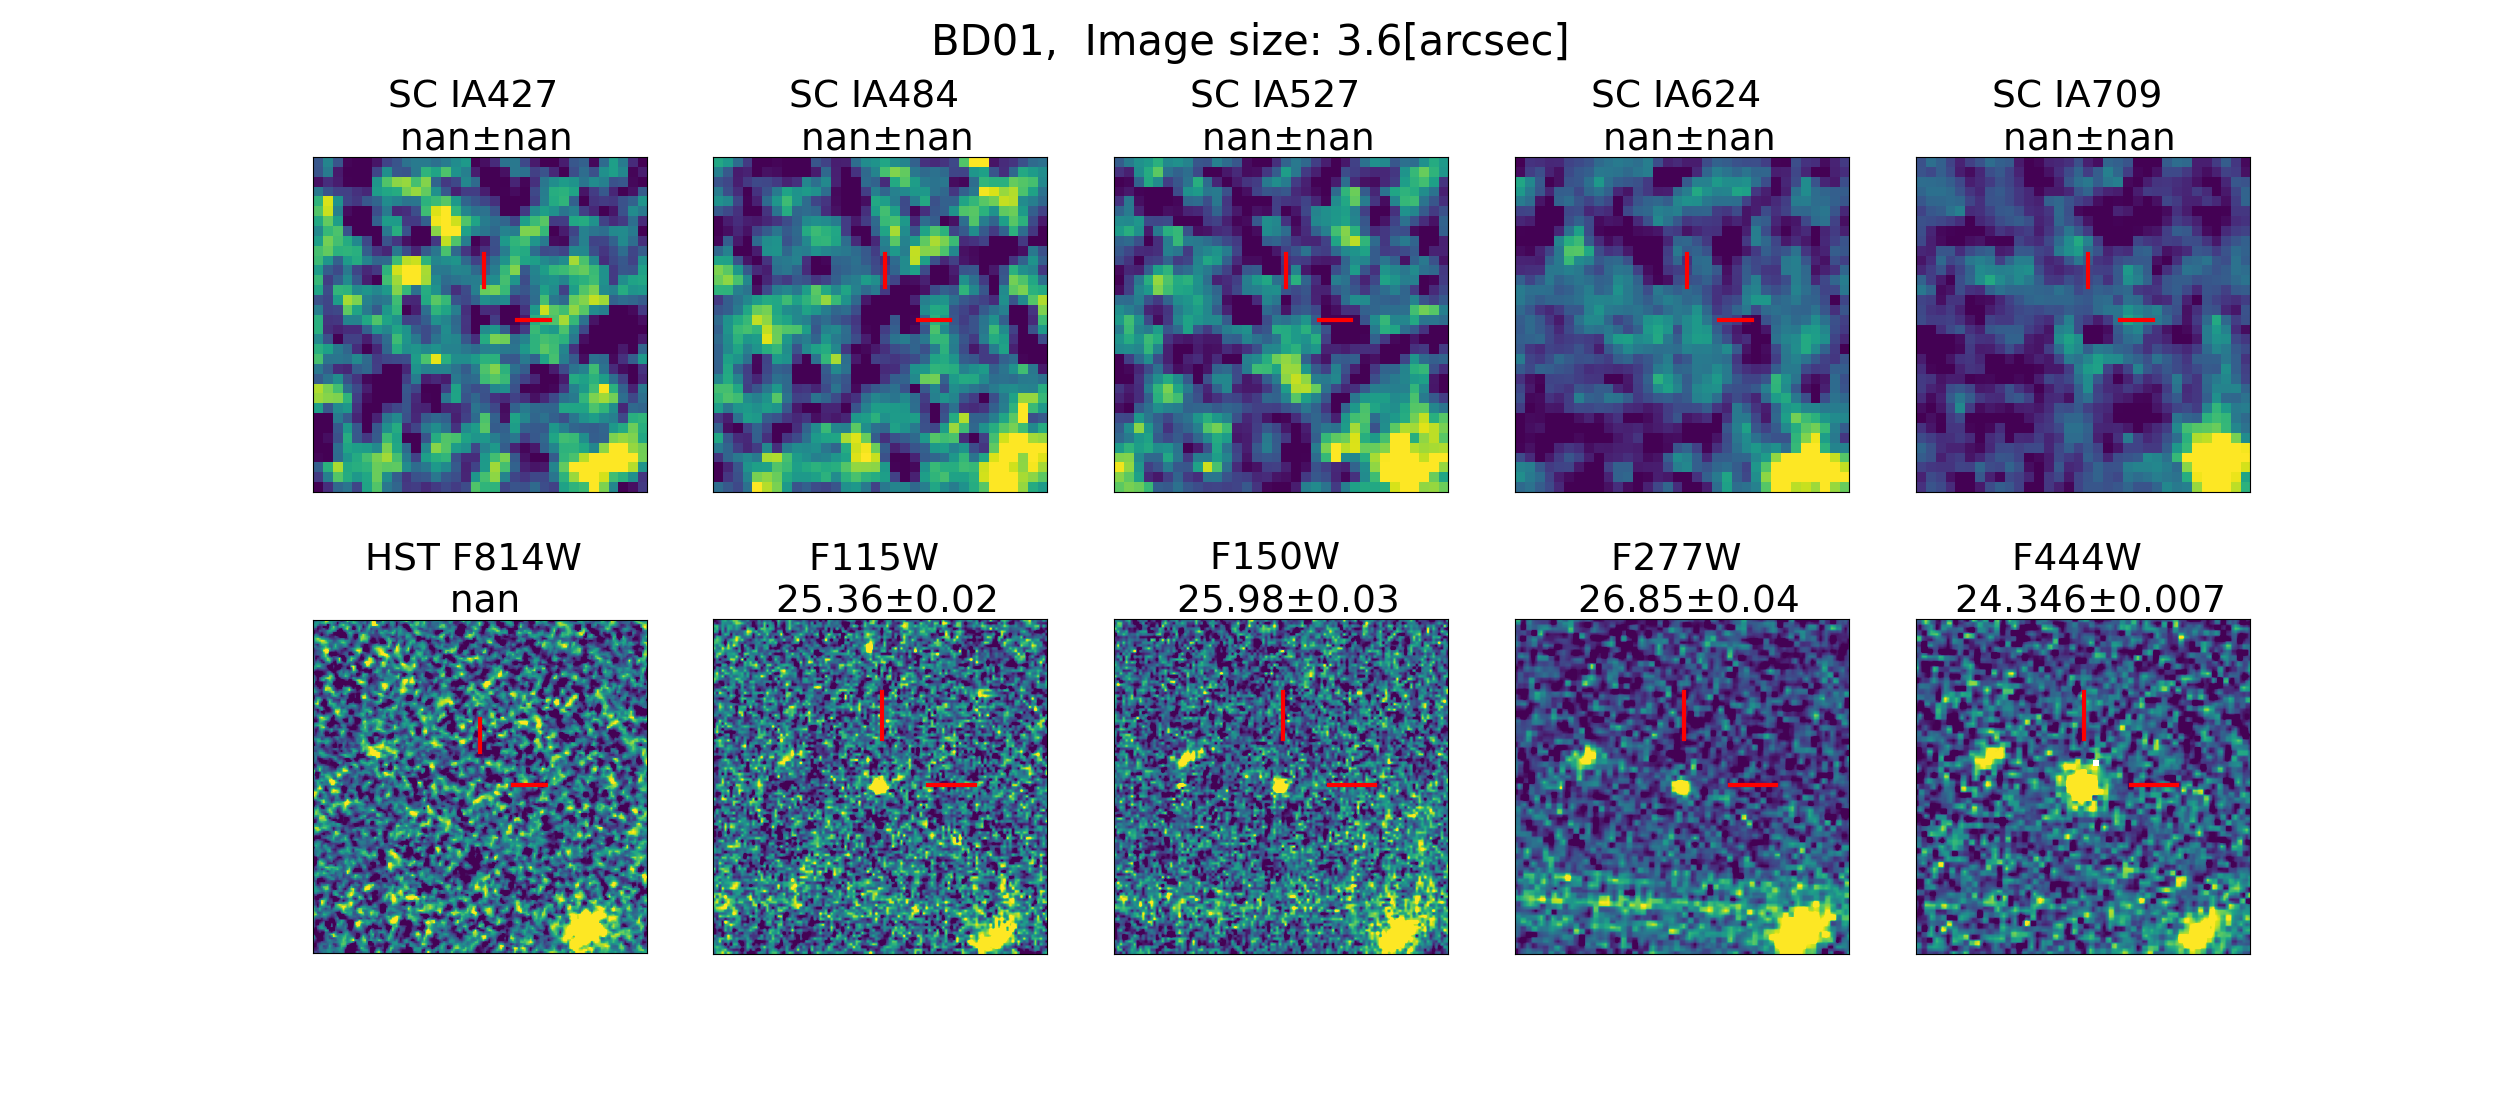 BD01, Image size: 3.6[arcsec]
SC IA427
nan±nan
SC IA484
nan±nan
SC IA527
nan±nan
SC IA624
nan±nan
SC IA709
nan±nan
HST F814W
nan
F115W
25.36±0.02
F150W
25.98±0.03
F277W
26.85±0.04
F444W
24.346±0.007